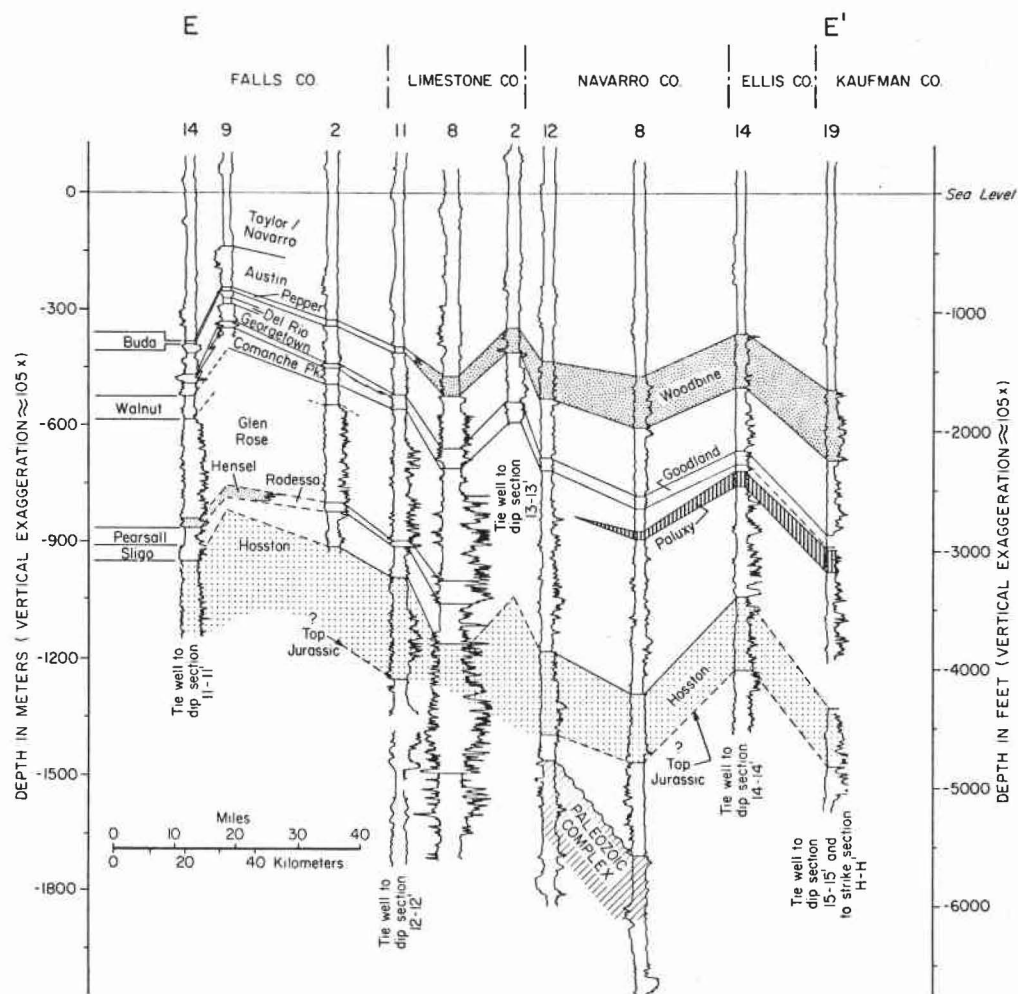 E E'
FALLS CO. LIMESTONE CO. NAVARRO CO. ELLIS CO. KAUFMAN CO.
14 9 2 11 8 2 12 8 14 19
0
-300
-600
-900
-1200
-1500
-1800
DEPTH IN METERS (VERTICAL EXAGGERATION≈105x)
Sea Level
-1000
-2000
-3000
-4000
-5000
-6000
DEPTH IN FEET (VERTICAL EXAGGERATION≈105x)
Taylor/
Navarro
Austin
Pepper
Del Rio
Georgetown
Comanche Pk.
Buda
Walnut
Glen
Rose
Hensel
Rodessa
Pearsall
Sligo
Hosston
?
Top
Jurassic
Woodbine
Goodland
Paluxy
Hosston
?
Top
Jurassic
PALEOZOIC
COMPLEX
Tie well to
dip section
11-11'
Tie well to
dip section
12-12'
Tie well to
dip section
13-13'
Tie well to
dip section
14-14'
Tie well to
dip section
15-15' and
to strike section
H-H'
Miles
0 10 20 30 40
0 20 40
Kilometers